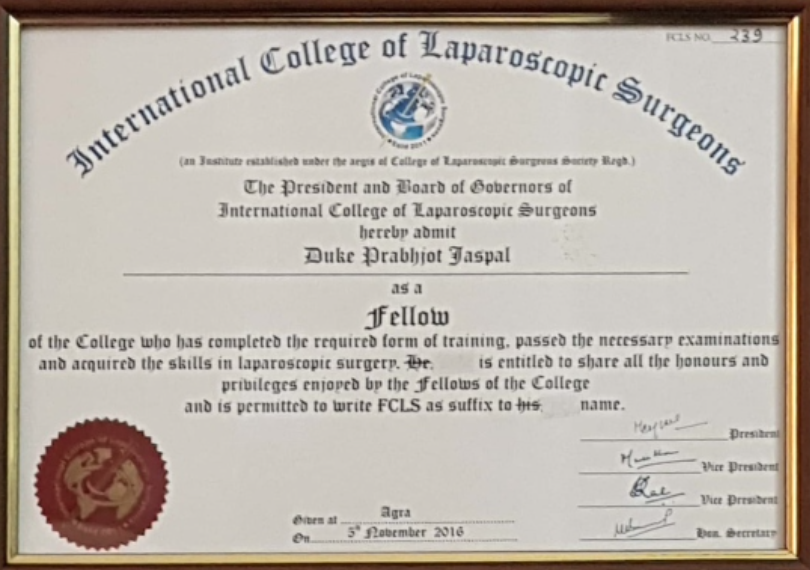 FCLS NO. 239
International College of Laparoscopic Surgeons
(an Institute established under the aegis of College of Laparoscopic Surgeons Society Regd.)
The President and Board of Governors of
International College of Laparoscopic Surgeons
hereby admit
Duke Prabhjot Jaspal
as a
Fellow
of the College who has completed the required form of training, passed the necessary examinations
and acquired the skills in laparoscopic surgery. He is entitled to share all the honours and
privileges enjoyed by the Fellows of the College
and is permitted to write FCLS as suffix to his name.
President
Vice President
Vice President
Hon. Secretary
Given at Agra
On 5th November 2016